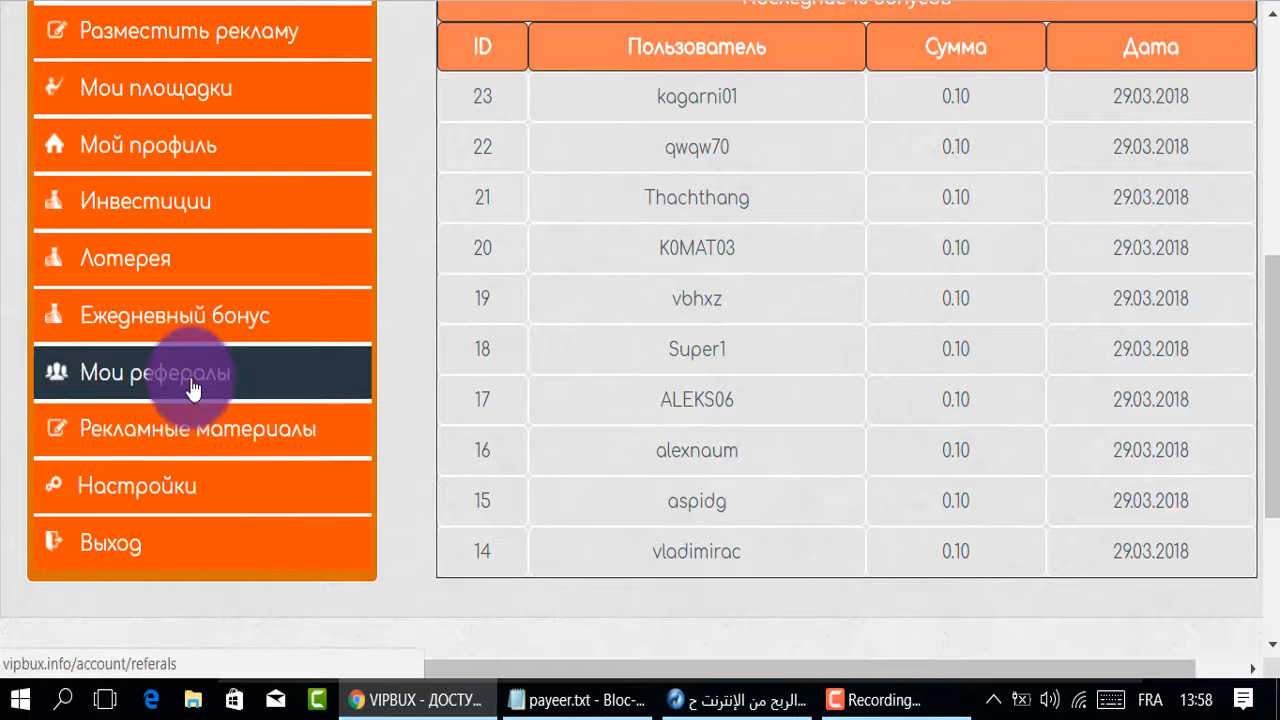 Разместить рекламу
Мои площадки
Мой профиль
Инвестиции
Лотерея
Ежедневный бонус
Мои рефералы
Рекламные материалы
Настройки
Выход
ID Пользователь Сумма Дата
23 kagarni01 0.10 29.03.2018
22 qwqw70 0.10 29.03.2018
21 Thachthang 0.10 29.03.2018
20 K0MAT03 0.10 29.03.2018
19 vbhxz 0.10 29.03.2018
18 Super1 0.10 29.03.2018
17 ALEKS06 0.10 29.03.2018
16 alexnaum 0.10 29.03.2018
15 aspidg 0.10 29.03.2018
14 vladimirac 0.10 29.03.2018
vipbux.info/account/referals
VIPBUX - ДОСТУ... payeer.txt - Bloc-... الربح من الإنترنت ح... Recording... FRA 13:58